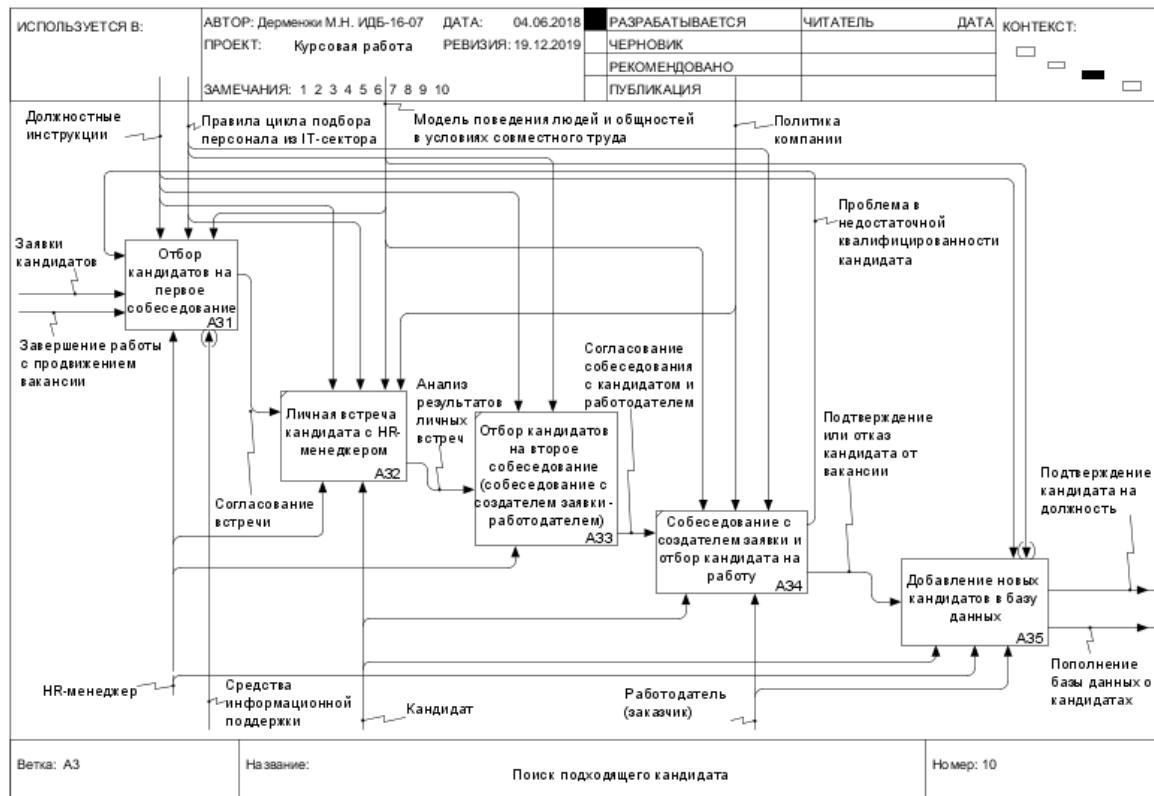 ИСПОЛЬЗУЕТСЯ В:
АВТОР: Дерменжи М.Н. ИДБ-16-07
ДАТА: 04.06.2018
ПРОЕКТ: Курсовая работа
РЕВИЗИЯ: 19.12.2019
ЗАМЕЧАНИЯ: 1 2 3 4 5 6 7 8 9 10
РАЗРАБАТЫВАЕТСЯ
ЧЕРНОВИК
РЕКОМЕНДОВАНО
ПУБЛИКАЦИЯ
ЧИТАТЕЛЬ
ДАТА
КОНТЕКСТ:
Должностные
инструкции
Правила цикла подбора
персонала из IT-сектора
Модель поведения людей и общностей
в условиях совместного труда
Политика
компании
Проблема в
недостаточной
квалифицированности
кандидата
Заявки
кандидатов
Отбор
кандидатов на
первое
собеседование
A31
Завершение работы
с продвижением
вакансии
Согласование
собеседования
с кандидатом и
работодателем
Анализ
результатов
личных
встреч
Личная встреча
кандидата с HR-
менеджером
A32
Отбор кандидатов
на второе
собеседование
(собеседование с
создателем заявки -
работодателем)
A33
Подтверждение
или отказ
кандидата от
вакансии
Согласование
встречи
Собеседование с
создателем заявки и
отбор кандидата на
работу
A34
Подтверждение
кандидата на
должность
Добавление новых
кандидатов в базу
данных
A35
Пополнение
базы данных о
кандидатах
HR-менеджер
Средства
информационной
поддержки
Кандидат
Работодатель
(заказчик)
Ветка: A3
Название:
Поиск подходящего кандидата
Номер: 10